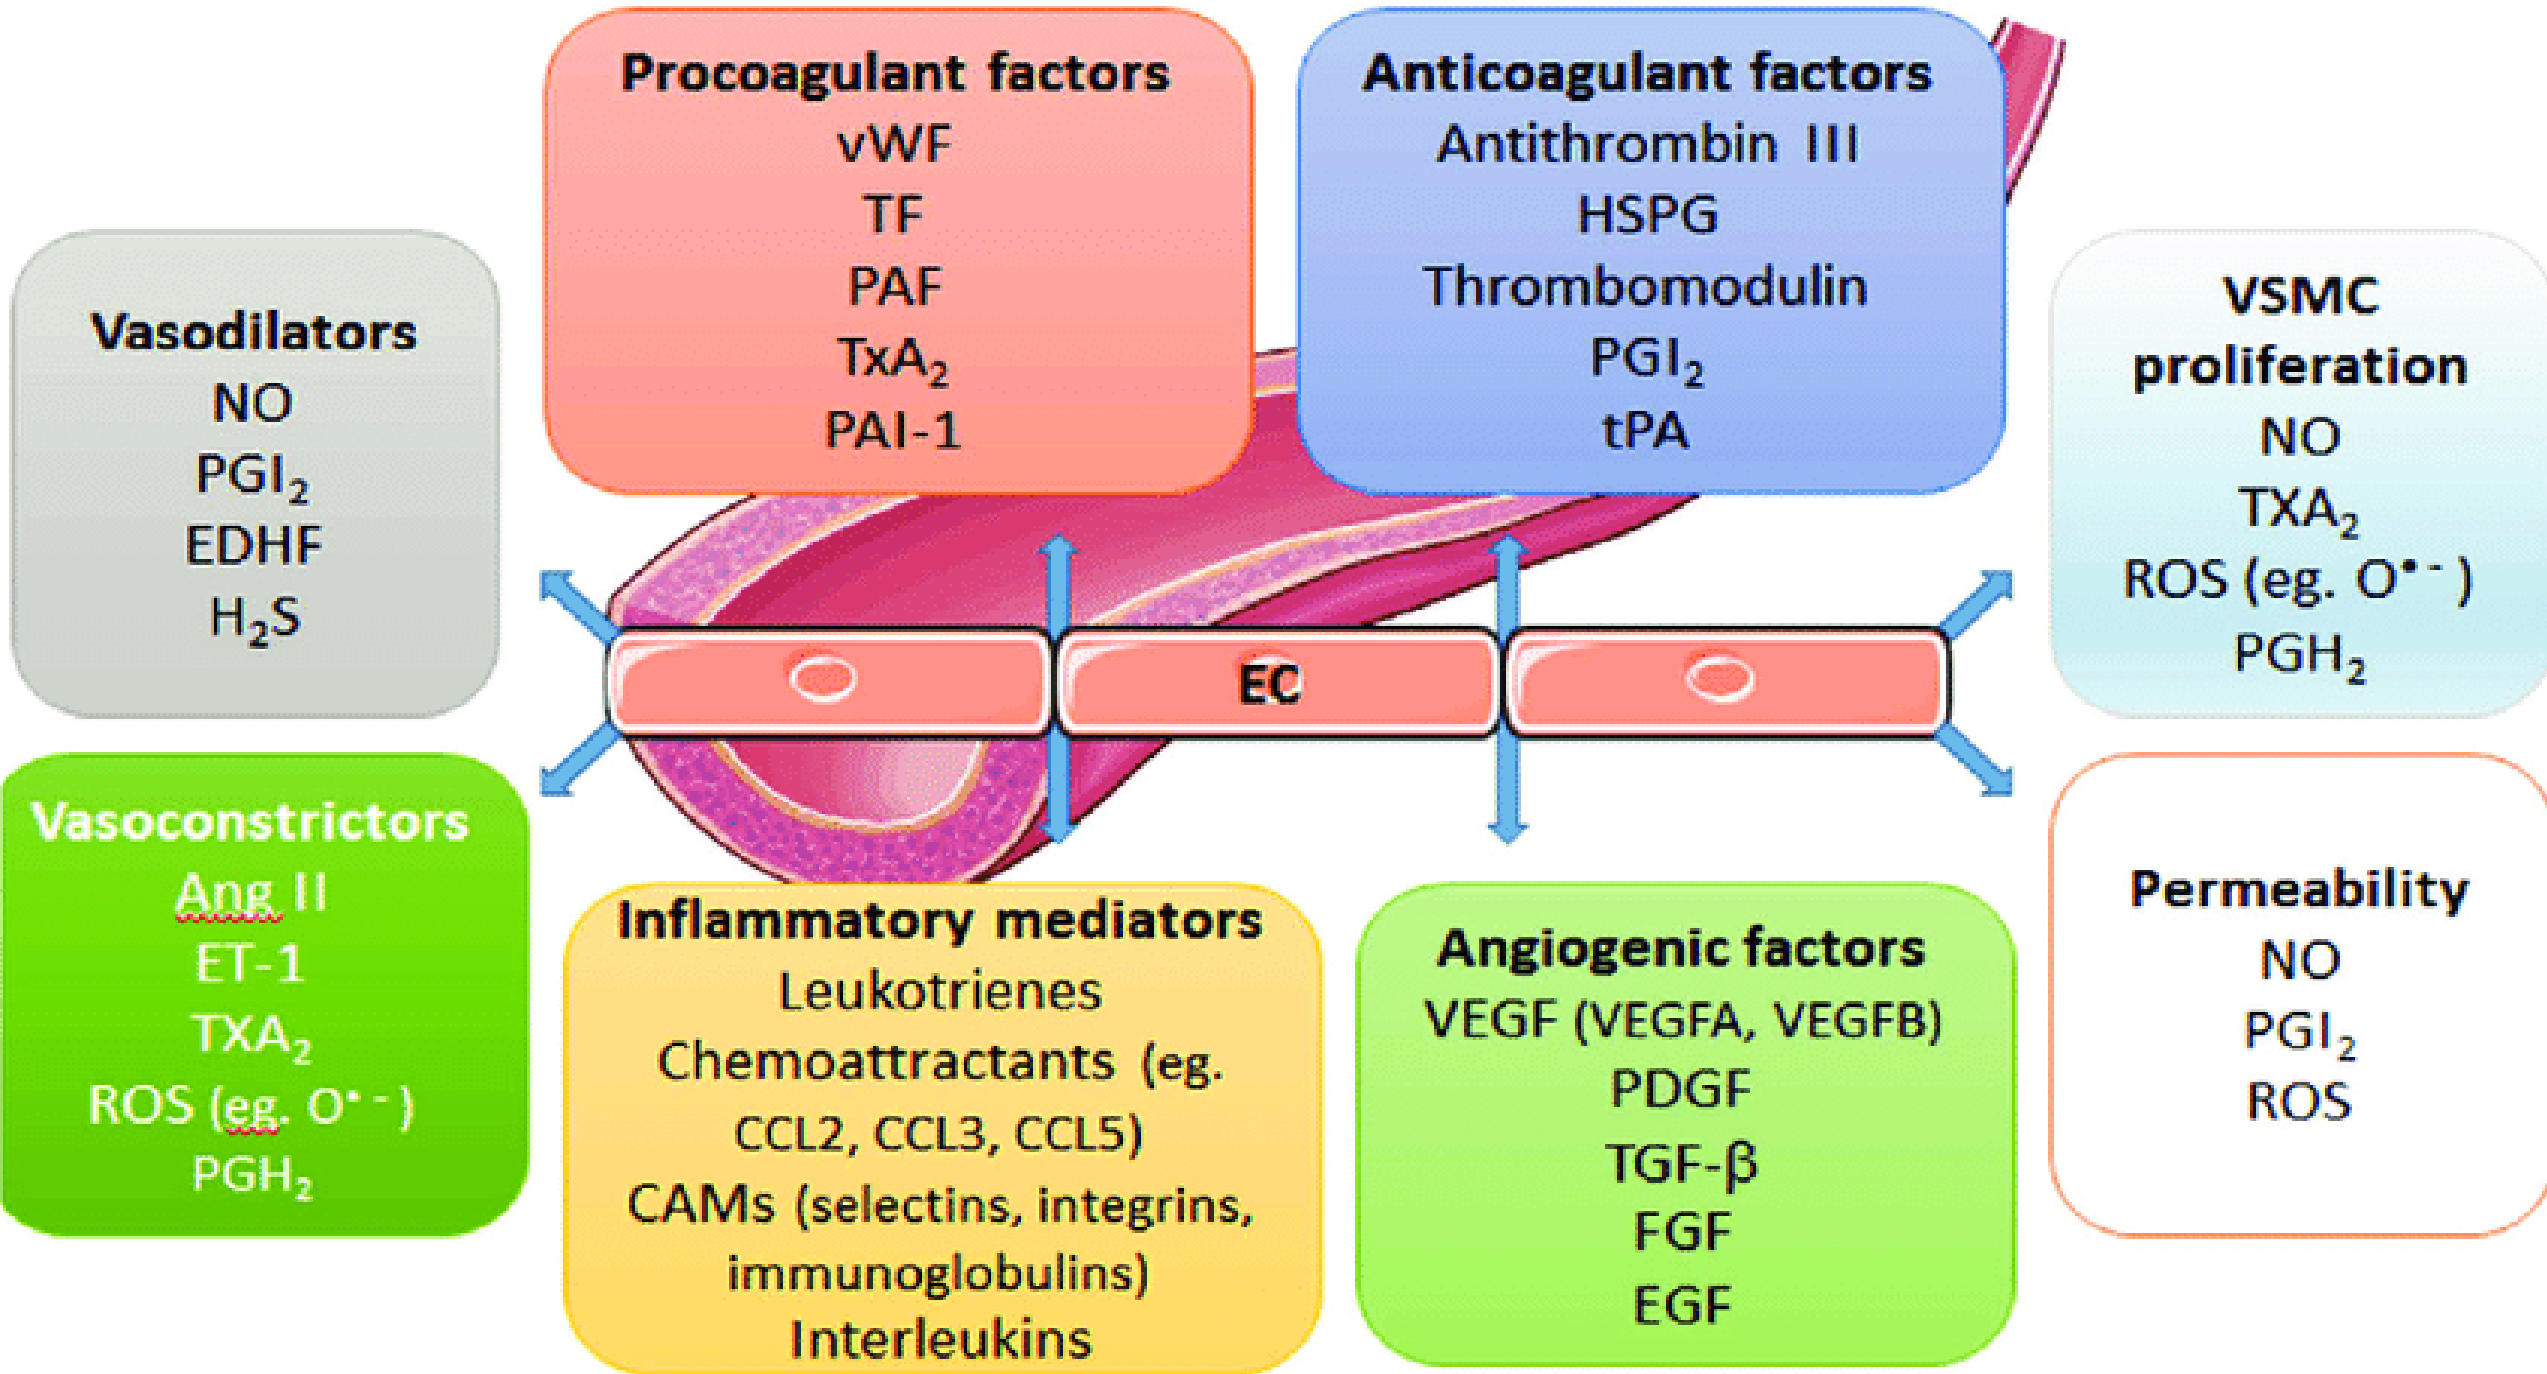 Procoagulant factors
vWF
TF
PAF
TxA₂
PAI-1
Anticoagulant factors
Antithrombin III
HSPG
Thrombomodulin
PGI₂
tPA
Vasodilators
NO
PGI₂
EDHF
H₂S
VSMC
proliferation
NO
TXA₂
ROS (eg. O•⁻ )
PGH₂
EC
Vasoconstrictors
Ang II
ET-1
TXA₂
ROS (eg. O•⁻ )
PGH₂
Inflammatory mediators
Leukotrienes
Chemoattractants (eg.
CCL2, CCL3, CCL5)
CAMs (selectins, integrins,
immunoglobulins)
Interleukins
Angiogenic factors
VEGF (VEGFA, VEGFB)
PDGF
TGF-β
FGF
EGF
Permeability
NO
PGI₂
ROS